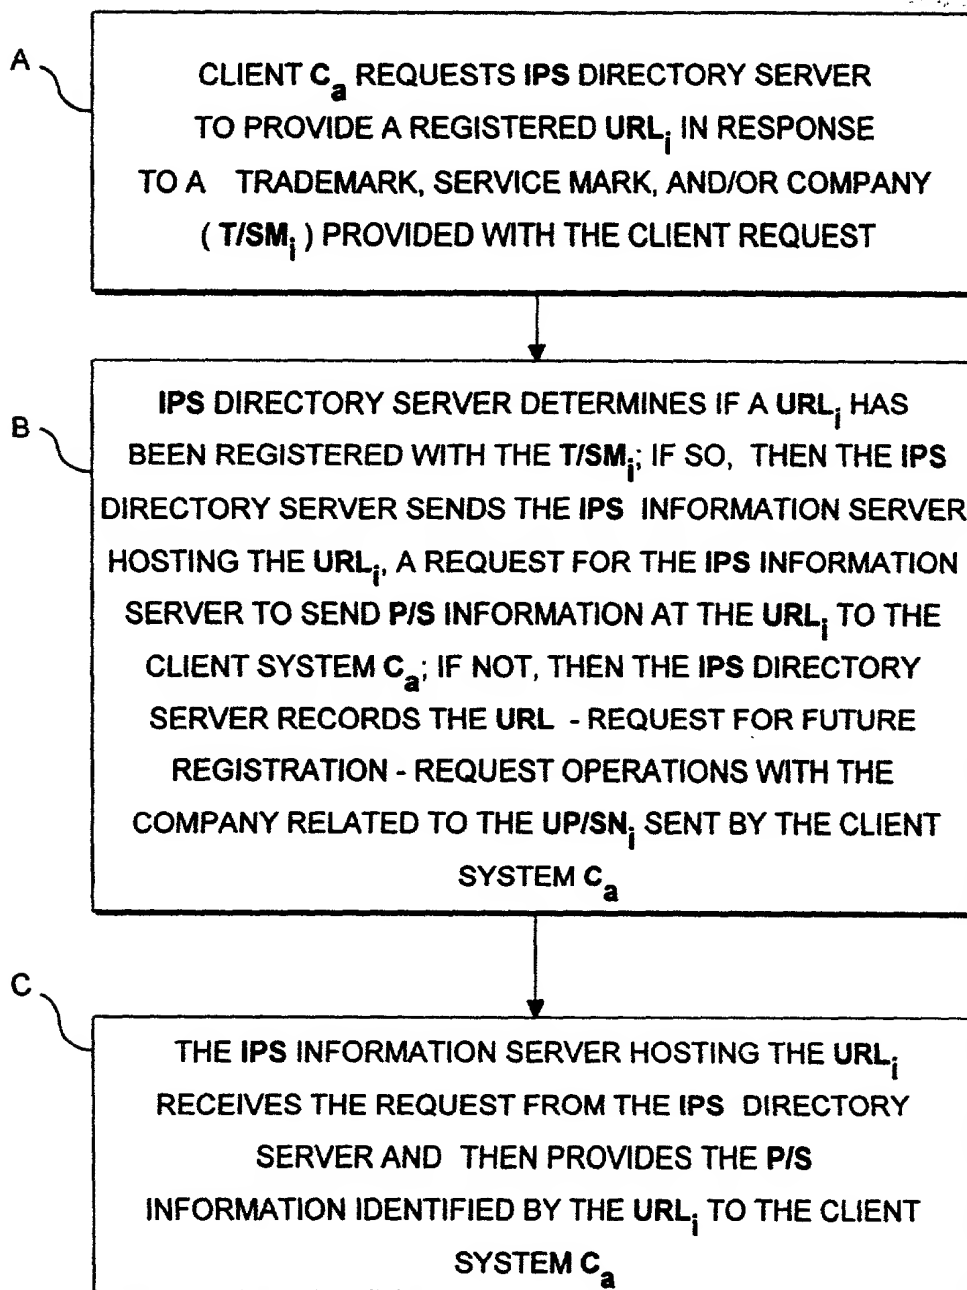 A
CLIENT Ca REQUESTS IPS DIRECTORY SERVER
TO PROVIDE A REGISTERED URLi IN RESPONSE
TO A TRADEMARK, SERVICE MARK, AND/OR COMPANY
( T/SMi ) PROVIDED WITH THE CLIENT REQUEST
B
IPS DIRECTORY SERVER DETERMINES IF A URLi HAS
BEEN REGISTERED WITH THE T/SMi; IF SO, THEN THE IPS
DIRECTORY SERVER SENDS THE IPS INFORMATION SERVER
HOSTING THE URLi, A REQUEST FOR THE IPS INFORMATION
SERVER TO SEND P/S INFORMATION AT THE URLi TO THE
CLIENT SYSTEM Ca; IF NOT, THEN THE IPS DIRECTORY
SERVER RECORDS THE URL - REQUEST FOR FUTURE
REGISTRATION - REQUEST OPERATIONS WITH THE
COMPANY RELATED TO THE UP/SNi SENT BY THE CLIENT
SYSTEM Ca
C
THE IPS INFORMATION SERVER HOSTING THE URLi
RECEIVES THE REQUEST FROM THE IPS DIRECTORY
SERVER AND THEN PROVIDES THE P/S
INFORMATION IDENTIFIED BY THE URLi TO THE CLIENT
SYSTEM Ca